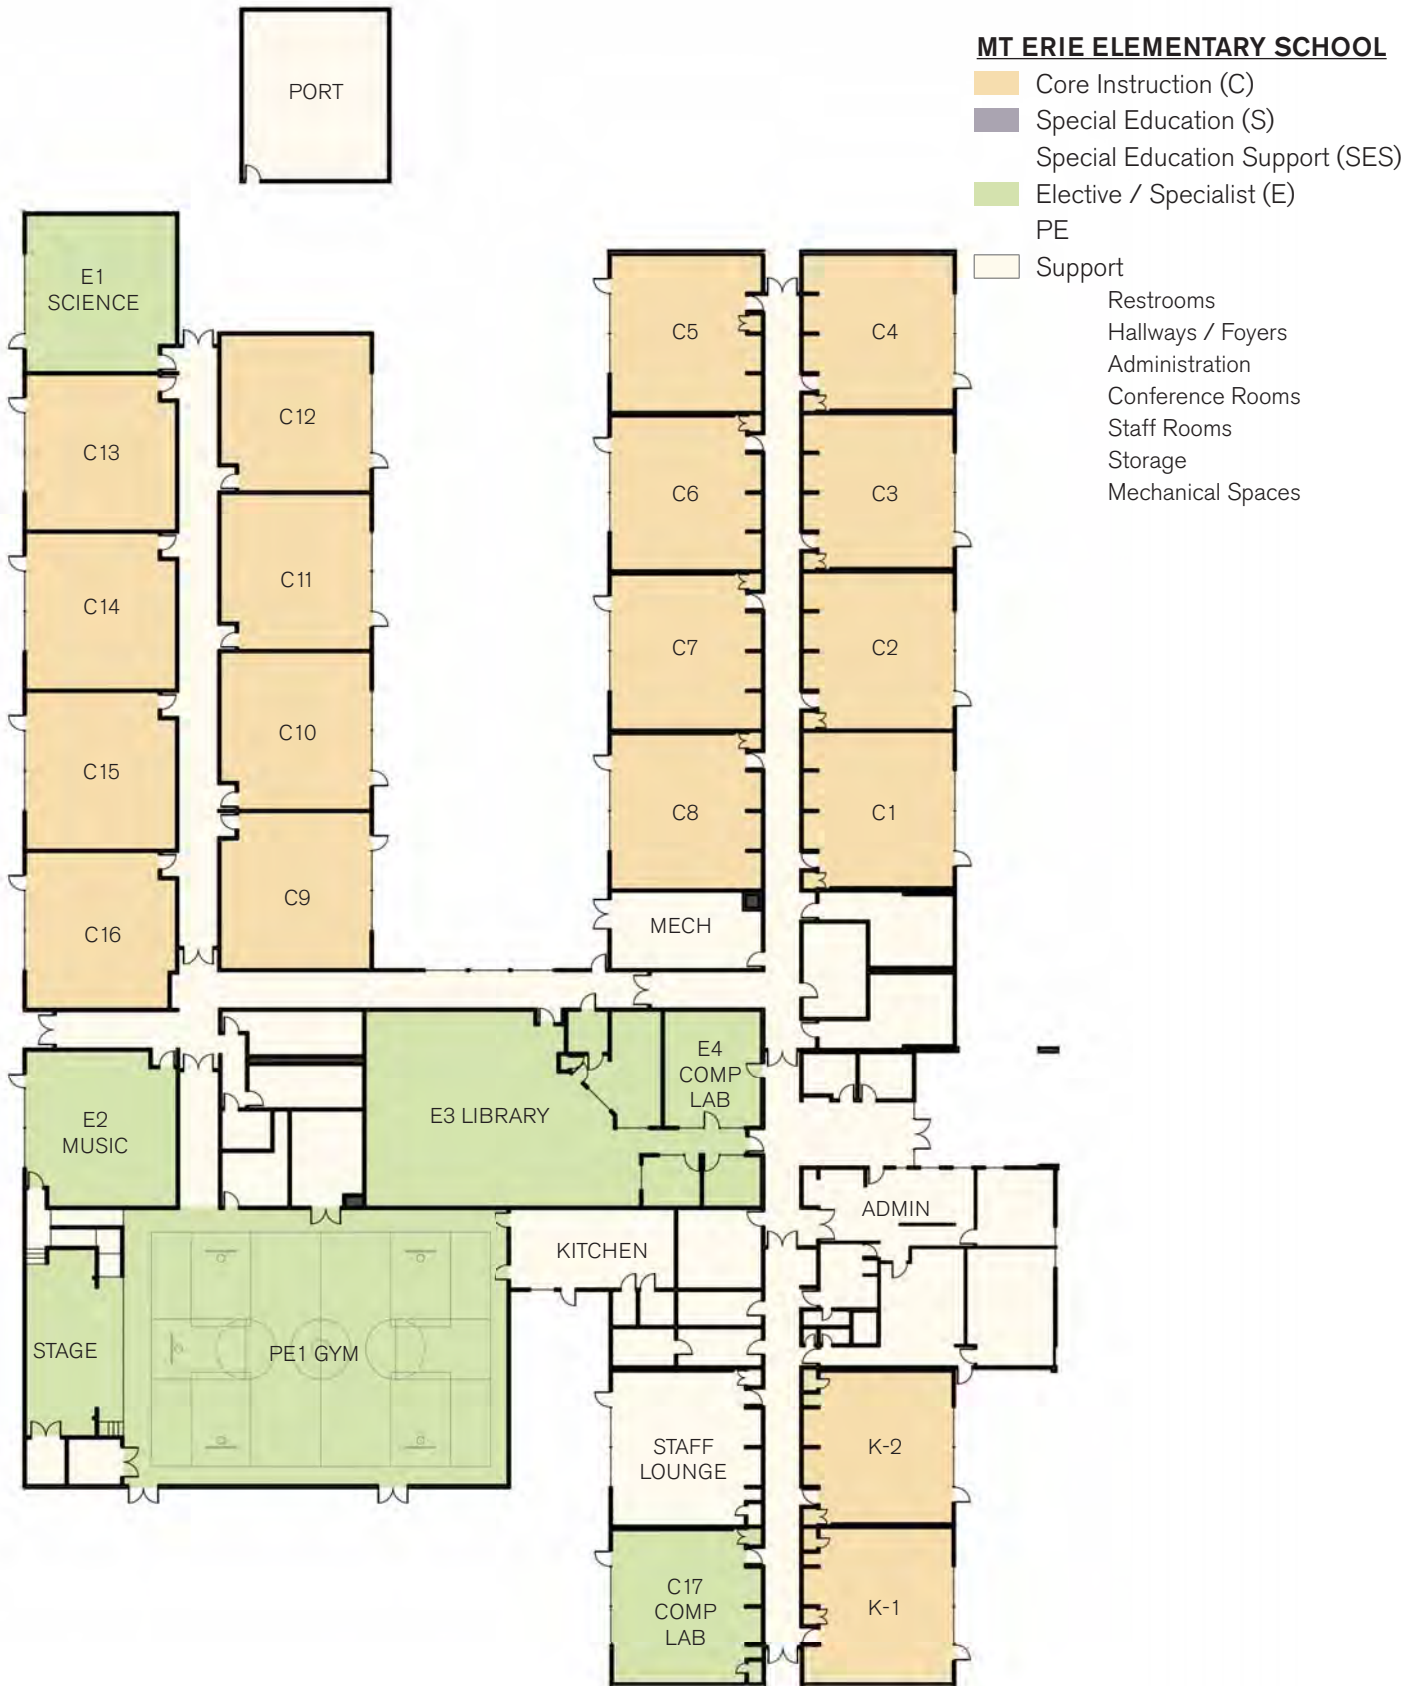 MT ERIE ELEMENTARY SCHOOL
Core Instruction (C)
Special Education (S)
Special Education Support (SES)
Elective / Specialist (E)
PE
Support
Restrooms
Hallways / Foyers
Administration
Conference Rooms
Staff Rooms
Storage
Mechanical Spaces
PORT
E1
SCIENCE
C5
C4
C12
C13
C6
C3
C11
C14
C7
C2
C10
C15
C8
C1
C9
C16
MECH
E4
COMP
LAB
E3 LIBRARY
E2
MUSIC
ADMIN
KITCHEN
STAGE
PE1 GYM
STAFF
LOUNGE
K-2
C17
COMP
LAB
K-1